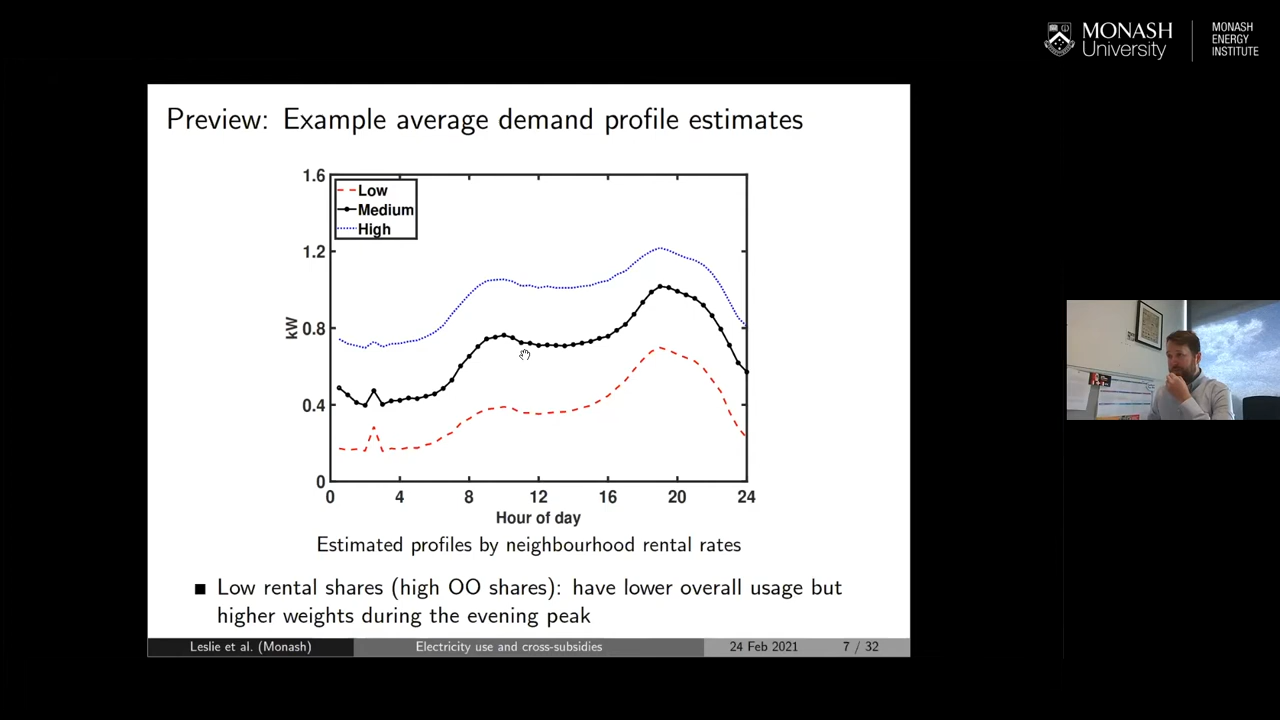 MONASH
University
MONASH
ENERGY
INSTITUTE
Preview: Example average demand profile estimates
1.6
1.2
0.8
0.4
0
kW
Low
Medium
High
0 4 8 12 16 20 24
Hour of day
Estimated profiles by neighbourhood rental rates
Low rental shares (high OO shares): have lower overall usage but
higher weights during the evening peak
Leslie et al. (Monash) Electricity use and cross-subsidies 24 Feb 2021 7 / 32